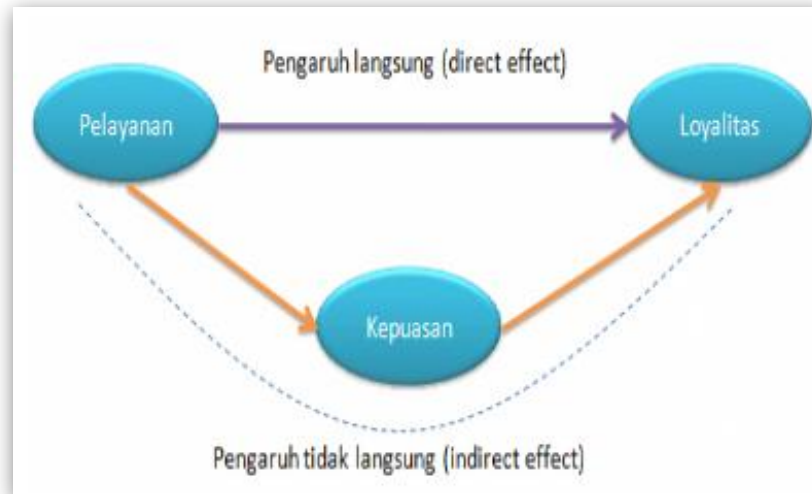 Pengaruh langsung (direct effect)
Pelayanan
Loyalitas
Kepuasan
Pengaruh tidak langsung (indirect effect)